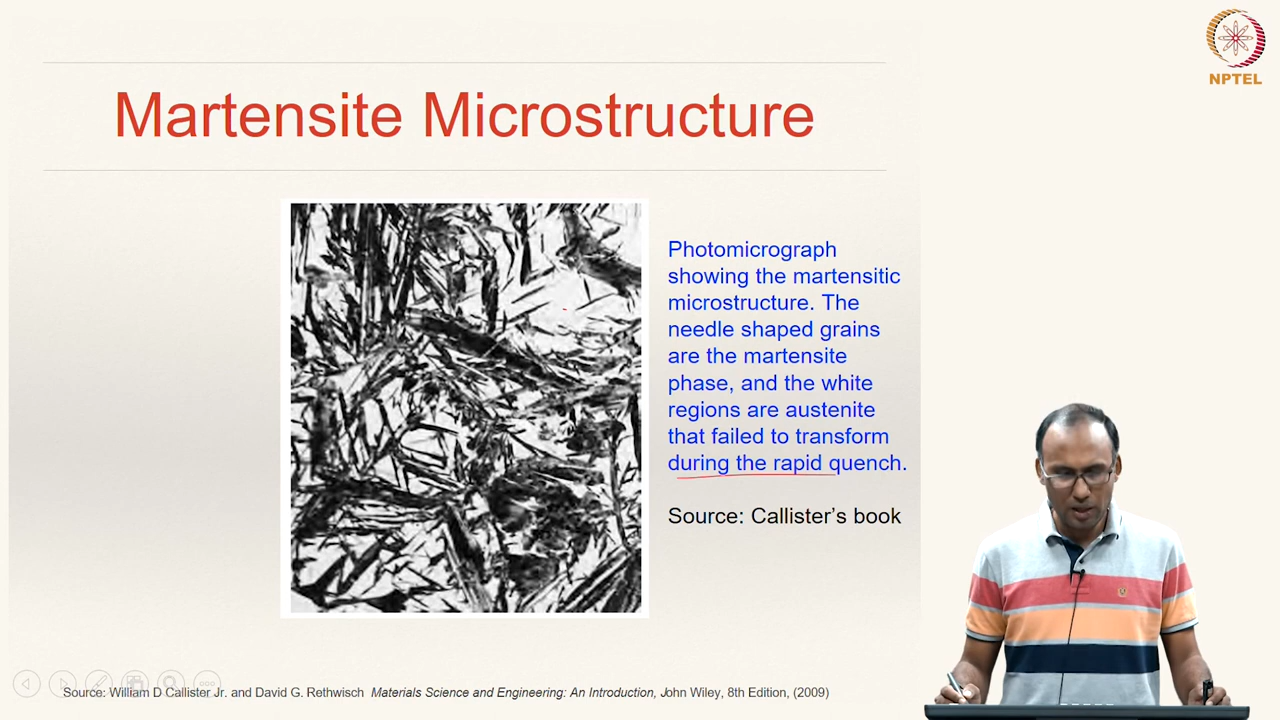 NPTEL
Martensite Microstructure
Photomicrograph
showing the martensitic
microstructure. The
needle shaped grains
are the martensite
phase, and the white
regions are austenite
that failed to transform
during the rapid quench.
Source: Callister’s book
Source: William D Callister Jr. and David G. Rethwisch Materials Science and Engineering: An Introduction, John Wiley, 8th Edition, (2009)